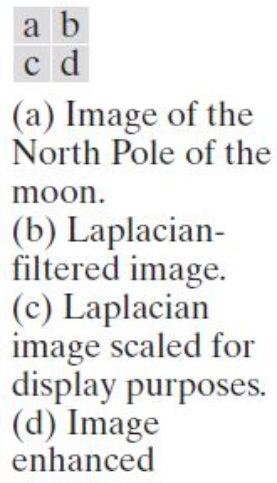 a b
c d
(a) Image of the
North Pole of the
moon.
(b) Laplacian-
filtered image.
(c) Laplacian
image scaled for
display purposes.
(d) Image
enhanced